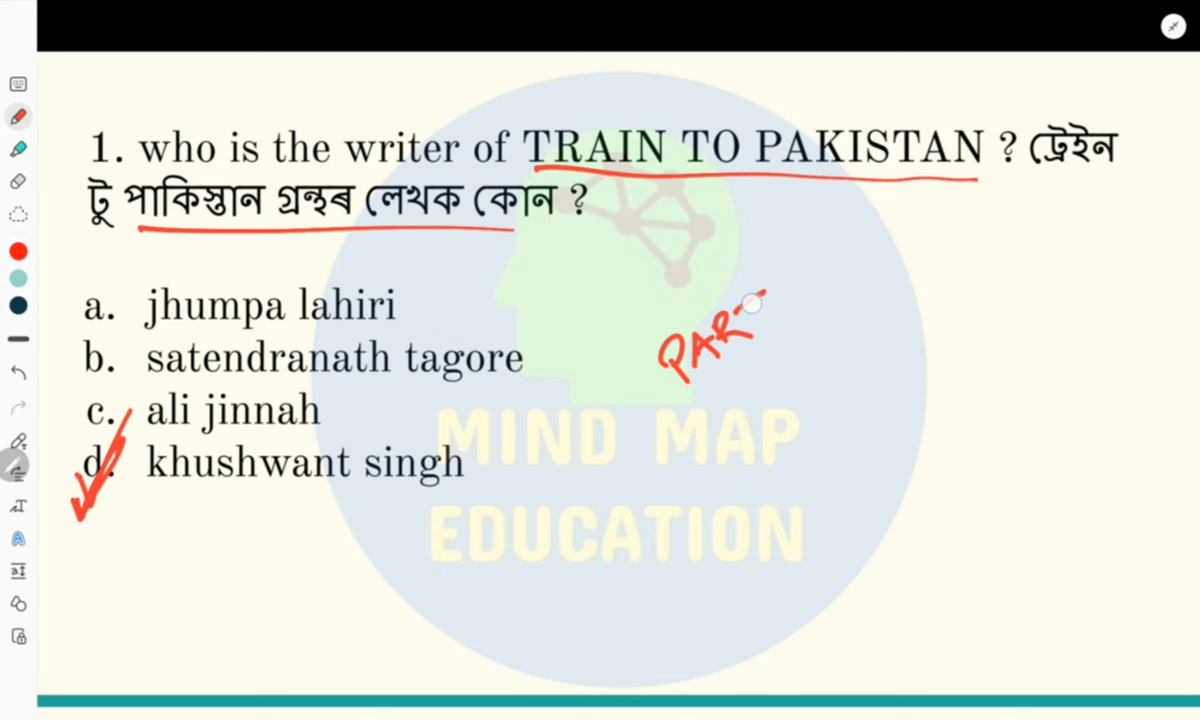 1. who is the writer of TRAIN TO PAKISTAN ? ট্ৰেইন
টু পাকিস্তান গ্ৰন্থৰ লেখক কোন ?
a. jhumpa lahiri
b. satendranath tagore
c. ali jinnah
d. khushwant singh
PAR
MIND MAP
EDUCATION